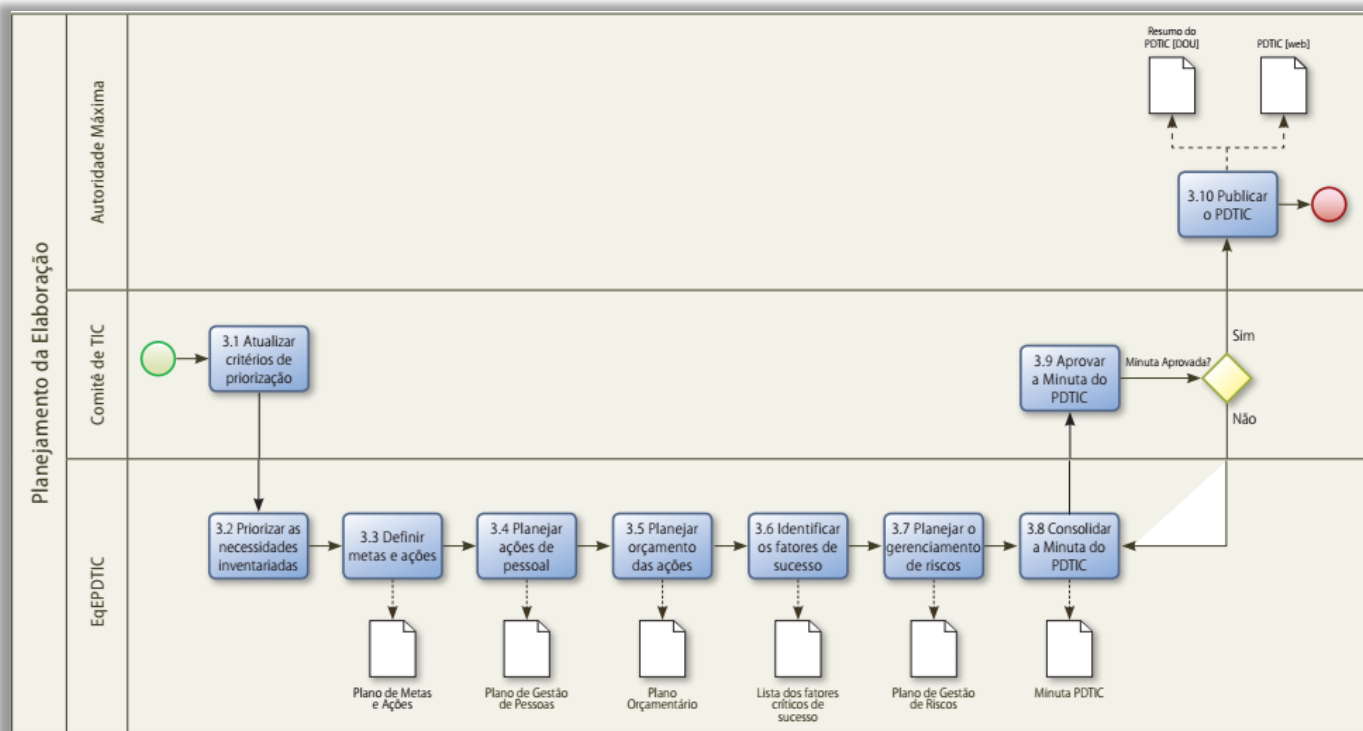 Planejamento da Elaboração
Autoridade Máxima
Resumo do
PDTIC [DOU]
PDTIC [web]
3.10 Publicar
o PDTIC
Comitê de TIC
3.1 Atualizar
critérios de
priorização
3.9 Aprovar
a Minuta do
PDTIC
Minuta Aprovada?
Sim
Não
EqEPDTIC
3.2 Priorizar as
necessidades
inventariadas
3.3 Definir
metas e ações
3.4 Planejar
ações de
pessoal
3.5 Planejar
orçamento
das ações
3.6 Identificar
os fatores de
sucesso
3.7 Planejar o
gerenciamento
de riscos
3.8 Consolidar
a Minuta do
PDTIC
Plano de Metas
e Ações
Plano de Gestão
de Pessoas
Plano
Orçamentário
Lista dos fatores
críticos de
sucesso
Plano de Gestão
de Riscos
Minuta PDTIC